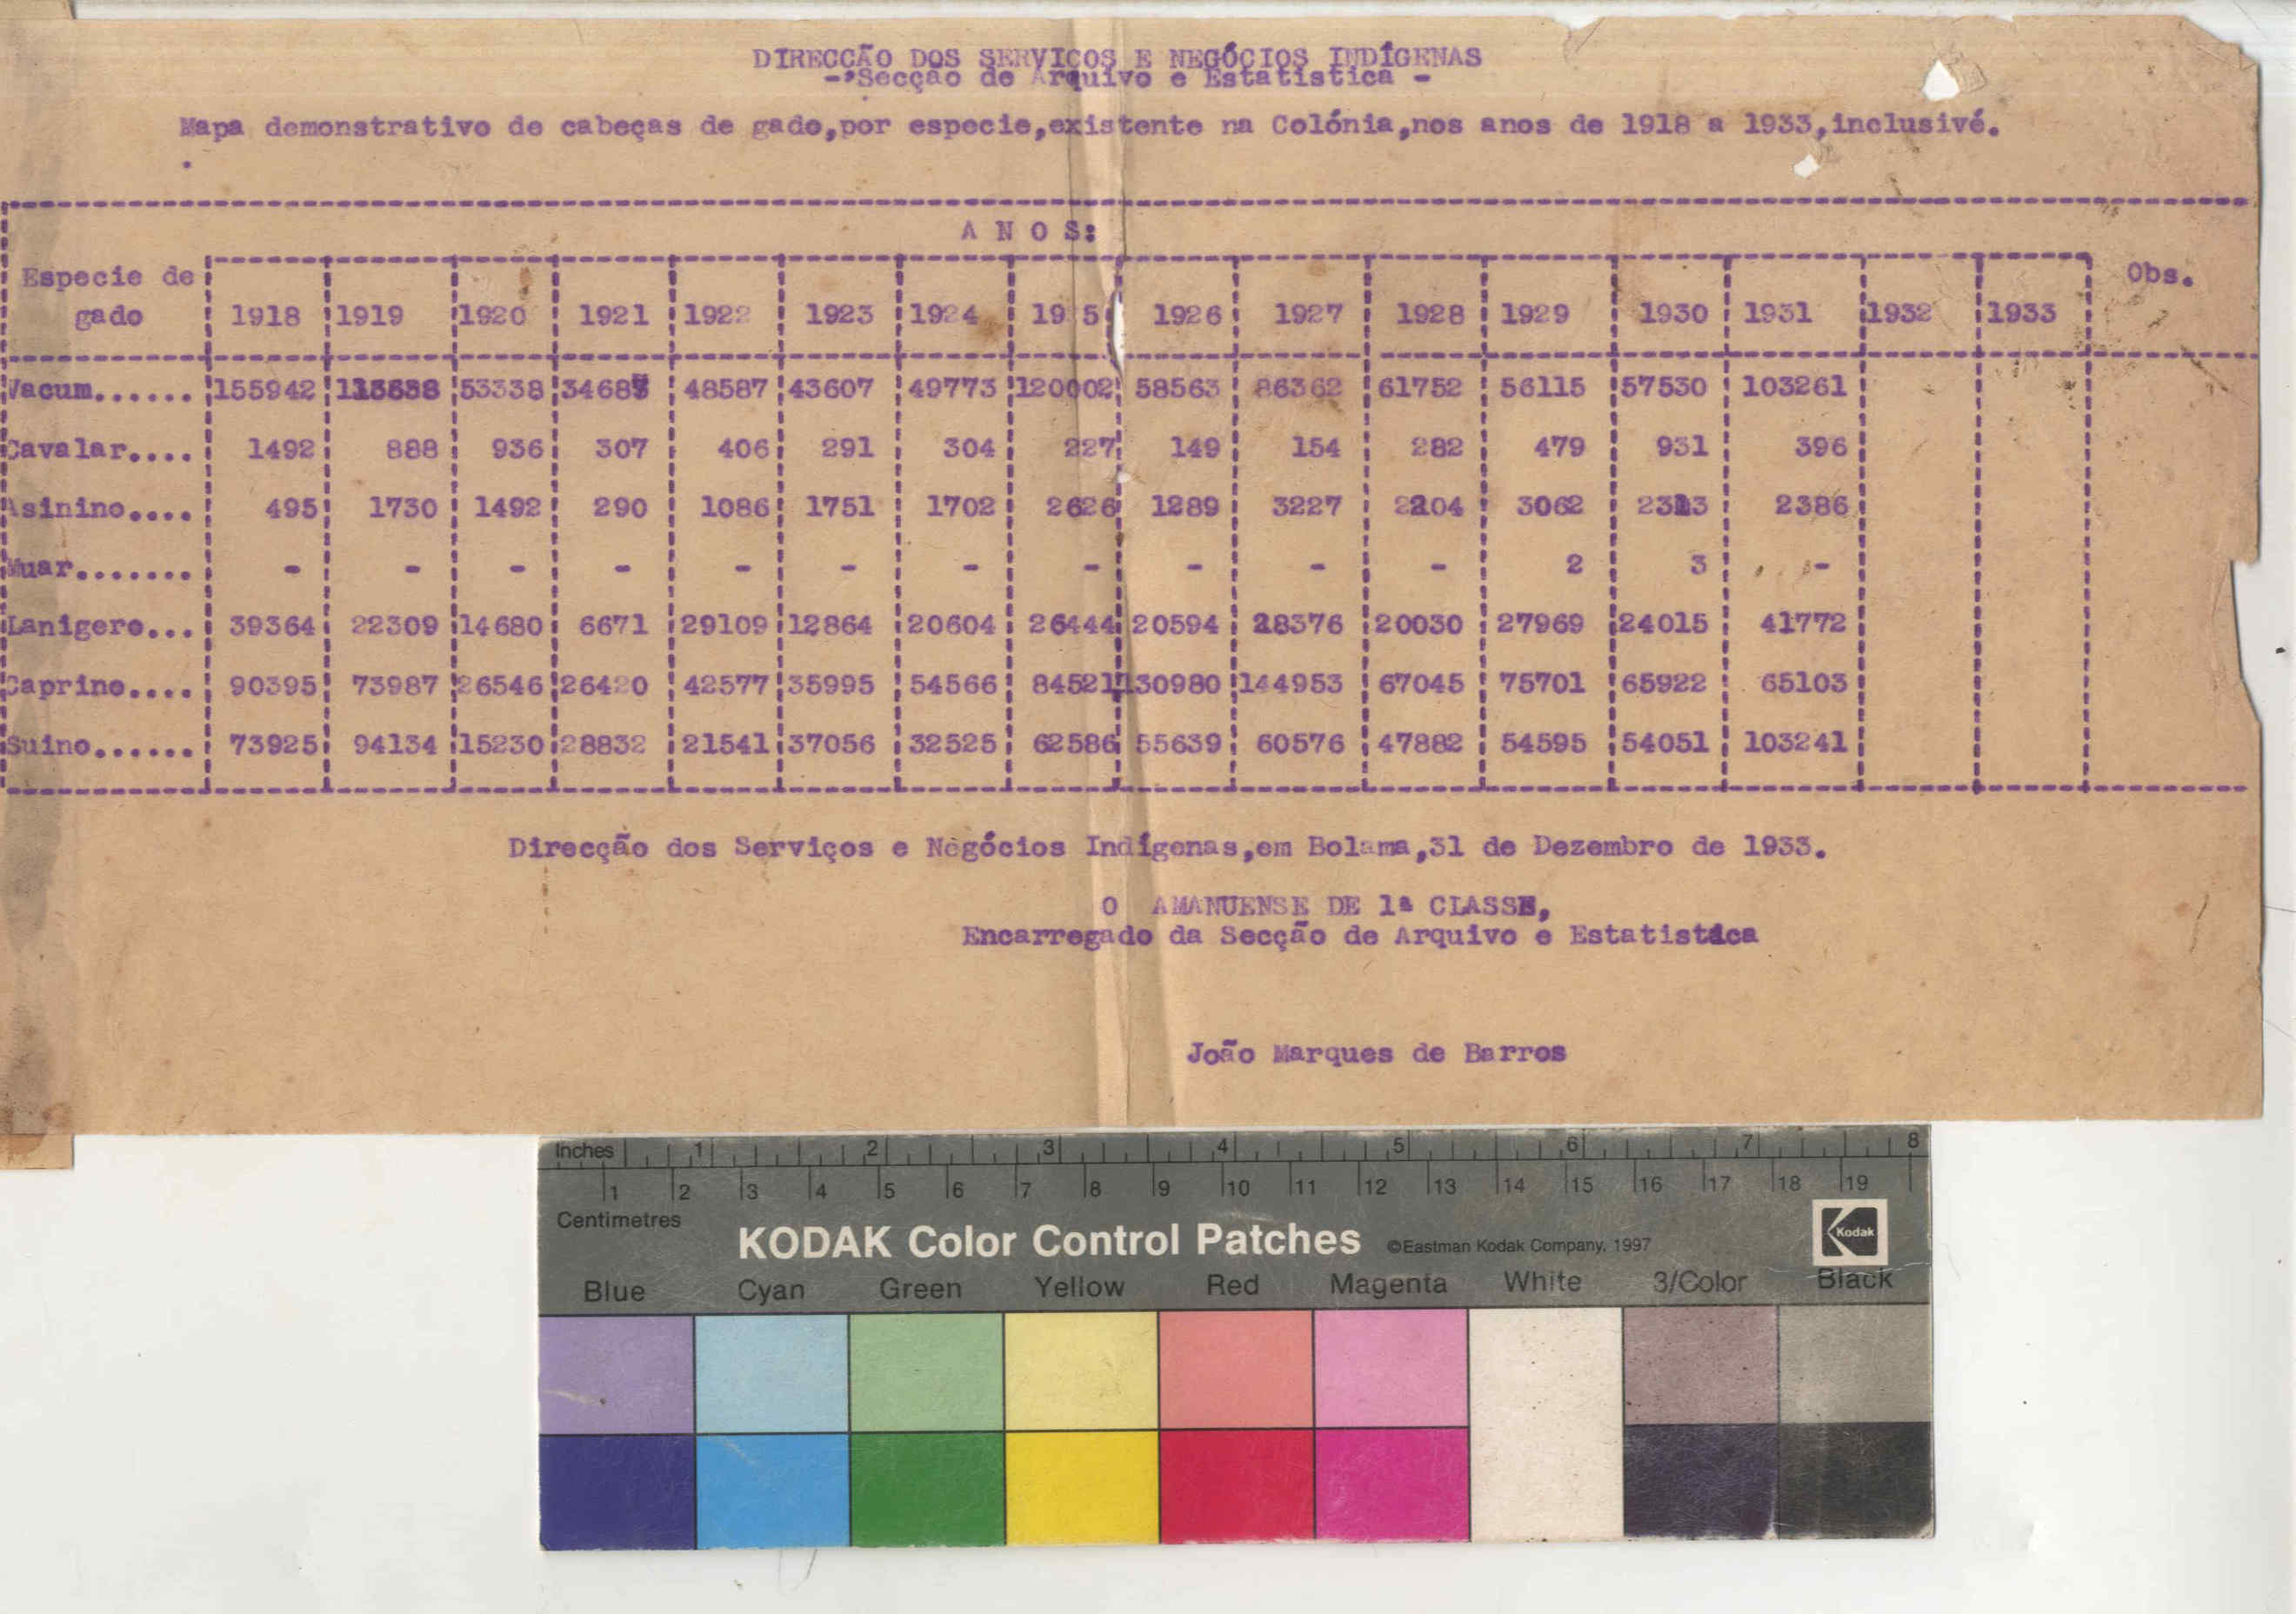 DIRECCÃO DOS SERVIÇOS E NEGÓCIOS INDÍGENAS
-Secção de Arquivo e Estatistica -
Mapa demonstrativo de cabeças de gado,por especie,existente na Colónia,nos anos de 1918 a 1933,inclusivé.
A N O S:
Especie de gado 1918 1919 1920 1921 1922 1923 1924 19 5 1926 1927 1928 1929 1930 1931 1932 1933 Obs.
Vacum...... 155942 53338 48587 43607 49773 120002 58563 86362 61752 56115 57530 103261
Cavalar.... 1492 888 936 307 406 291 304 227 149 154 282 479 931 396
Asinino.... 495 1730 1492 290 1086 1751 1702 2626 1289 3227 2204 3062 2386
Muar....... - - - - - - - - - - - 2 3 -
Lanigero... 39364 22309 14680 6671 29109 12864 20604 26444 20594 28376 20030 27969 24015 41772
Caprino.... 90395 73987 26546 26420 42577 35995 54566 84521 130980 144953 67045 75701 65922 65103
Suino...... 73925 94134 15230 28832 21541 37056 32525 62586 55639 60576 47882 54595 54051 103241
Direcção dos Serviços e Negócios Indígenas,em Bolama,31 de Dezembro de 1933.
O AMANUENSE DE 1ª CLASSE,
Encarregado da Secção de Arquivo e Estatistica
João Marques de Barros
Inches 1 2 3 4 5 6 7 8
1 2 3 4 5 6 7 8 9 10 11 12 13 14 15 16 17 18 19
Centimetres
KODAK Color Control Patches ©Eastman Kodak Company, 1997 Kodak
Blue Cyan Green Yellow Red Magenta White 3/Color Black